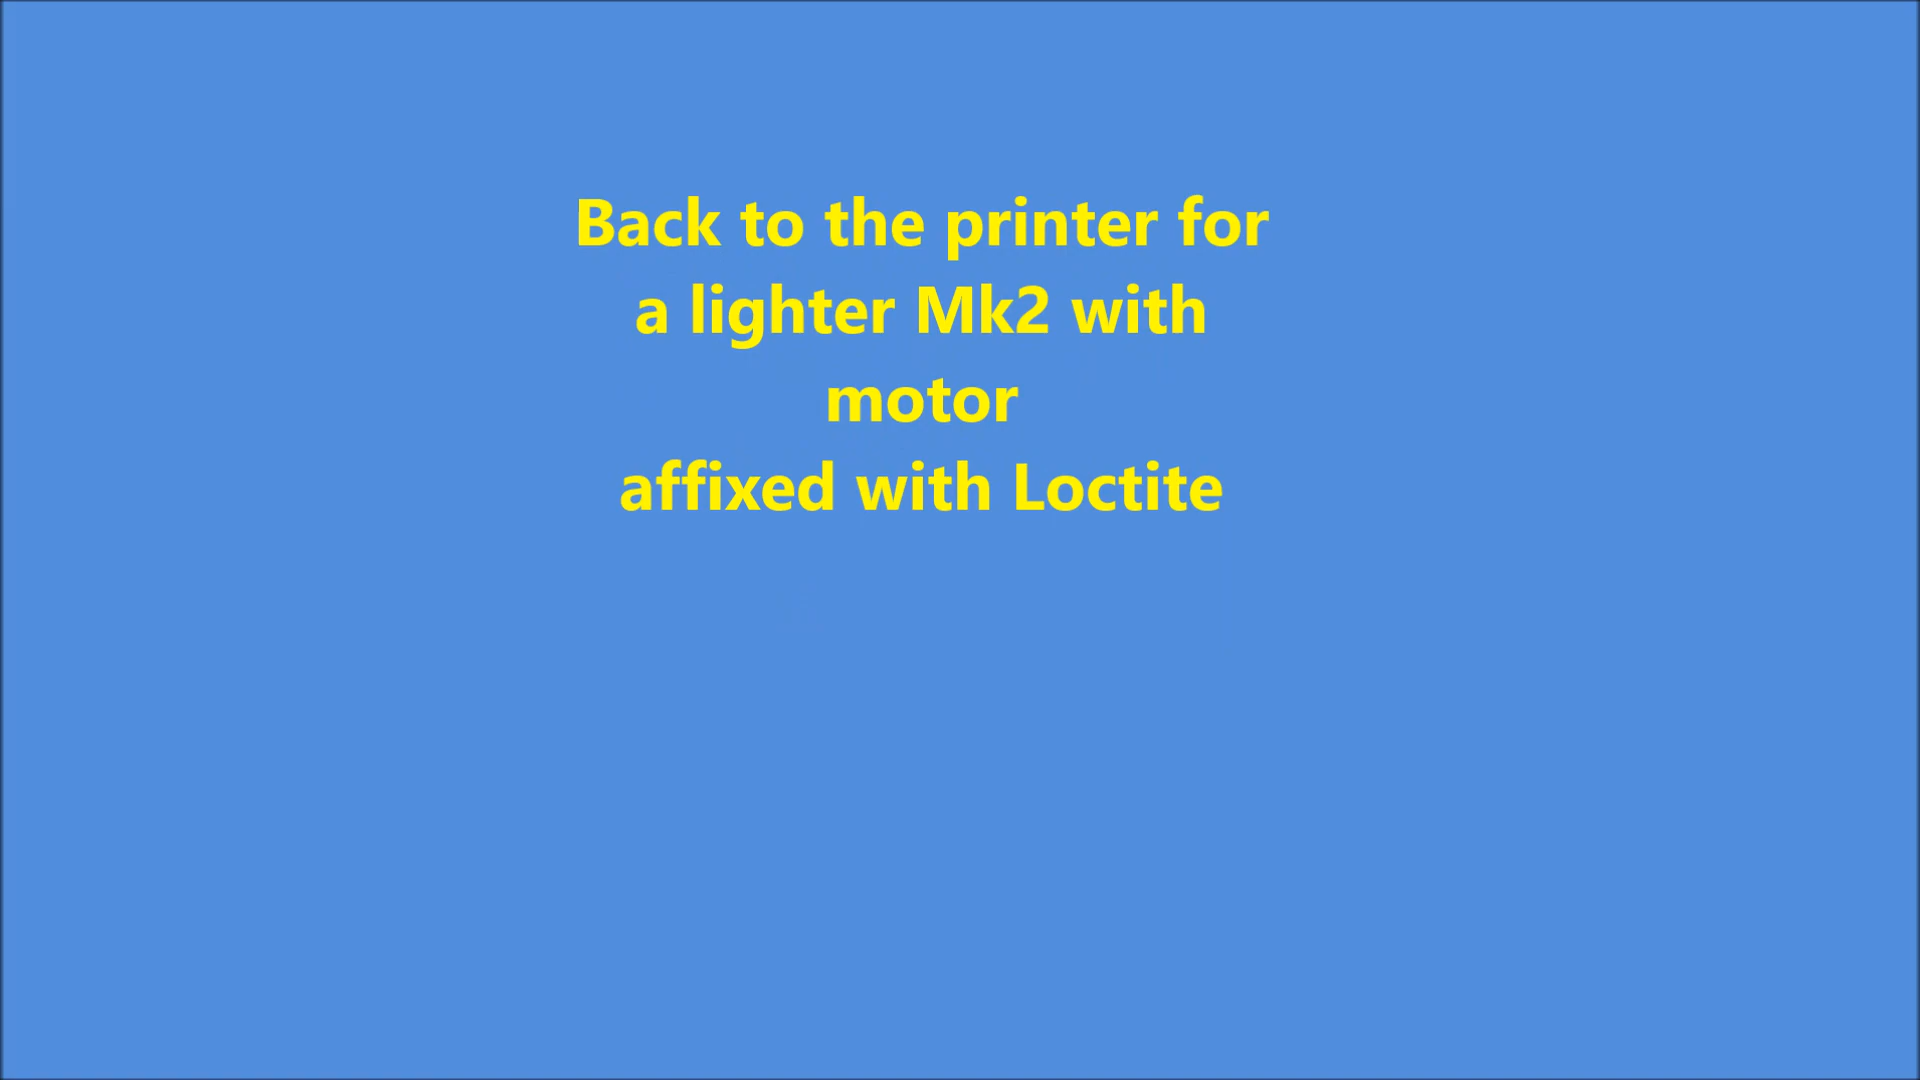 Back to the printer for
a lighter Mk2 with
motor
affixed with Loctite